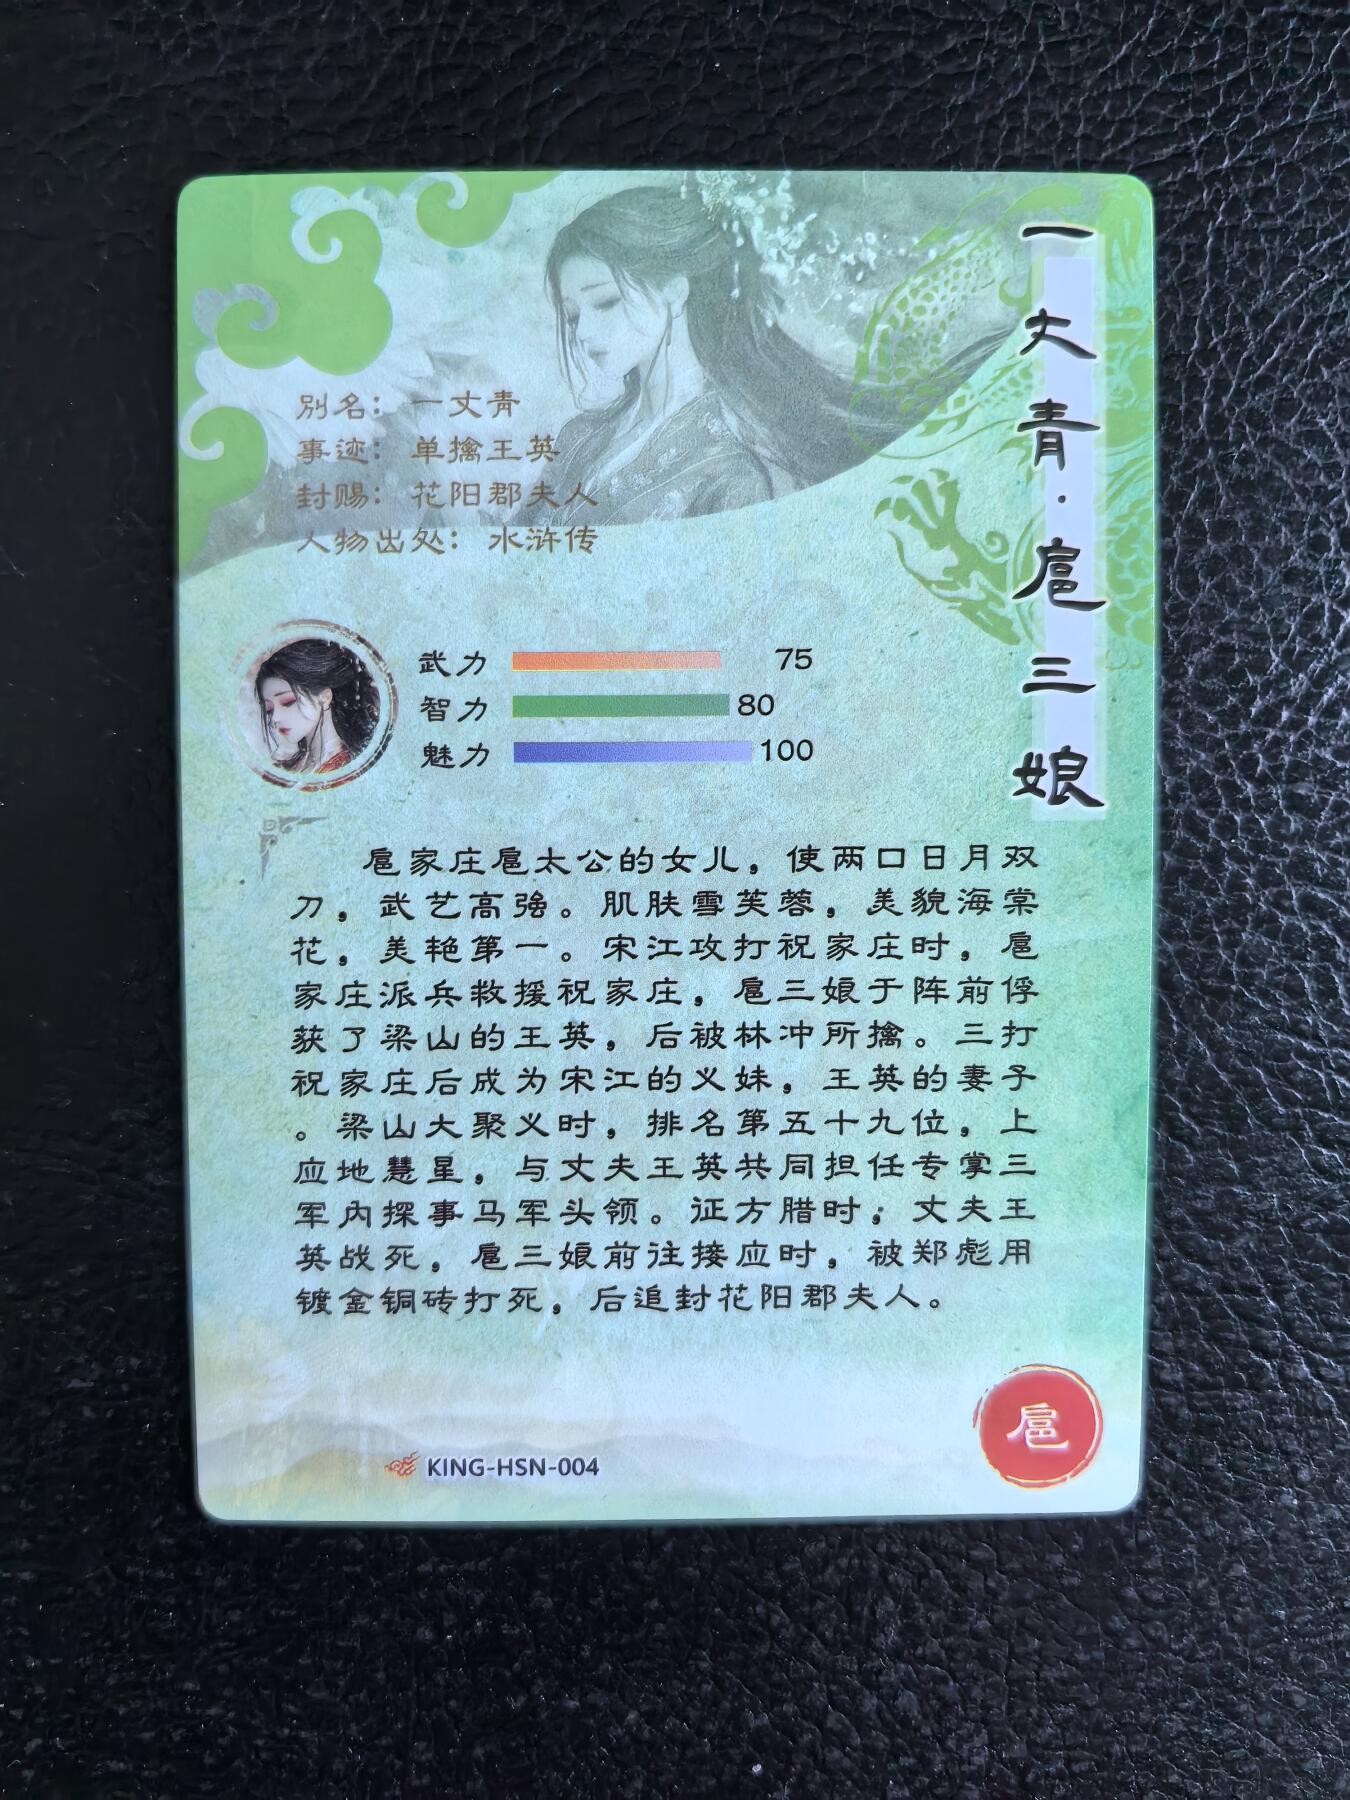 一丈青·扈三娘
别名：一丈青
事迹：单擒王英
封赐：花阳郡夫人
人物出处：水浒传
武力 75
智力 80
魅力 100
扈家庄扈太公的女儿，使两口日月双
刀，武艺高强。肌肤雪芙蓉，美貌海棠
花，美艳第一。宋江攻打祝家庄时，扈
家庄派兵救援祝家庄，扈三娘于阵前俘
获了梁山的王英，后被林冲所擒。三打
祝家庄后成为宋江的义妹，王英的妻子
。梁山大聚义时，排名第五十九位，上
应地慧星，与丈夫王英共同担任专掌三
军内探事马军头领。征方腊时，丈夫王
英战死，扈三娘前往接应时，被郑彪用
镀金铜砖打死，后追封花阳郡夫人。
KING-HSN-004
扈